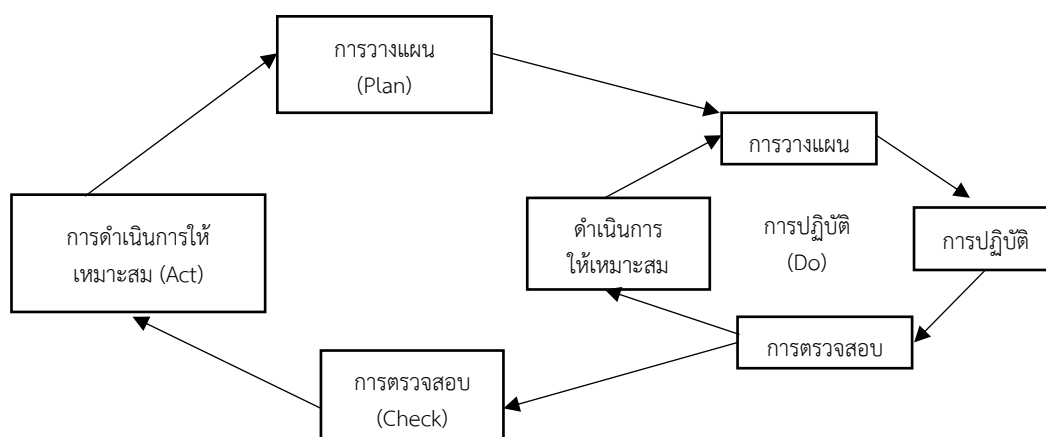 การวางแผน
(Plan)
การวางแผน
การดำเนินการให้
เหมาะสม (Act)
ดำเนินการ
ให้เหมาะสม
การปฏิบัติ
(Do)
การปฏิบัติ
การตรวจสอบ
การตรวจสอบ
(Check)